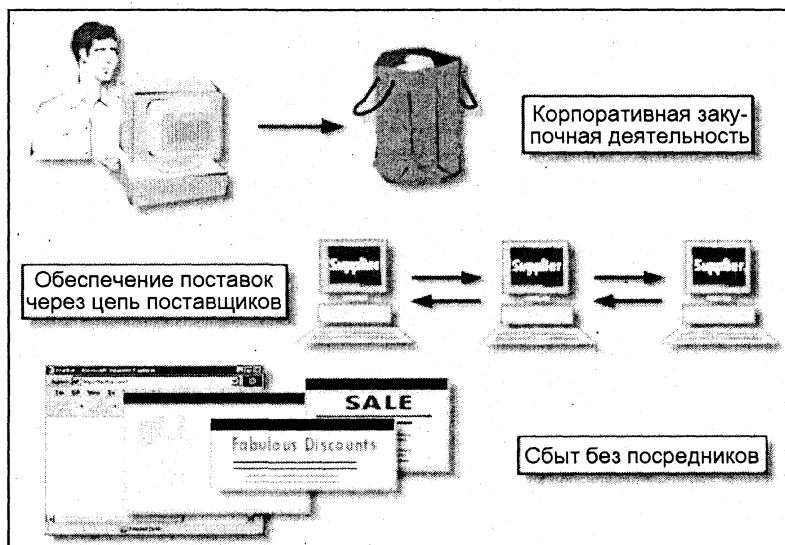 Корпоративная заку-
почная деятельность
Обеспечение поставок
через цепь поставщиков
Supplier
Supplier
Supplier
SALE
Fabulous Discounts
Сбыт без посредников